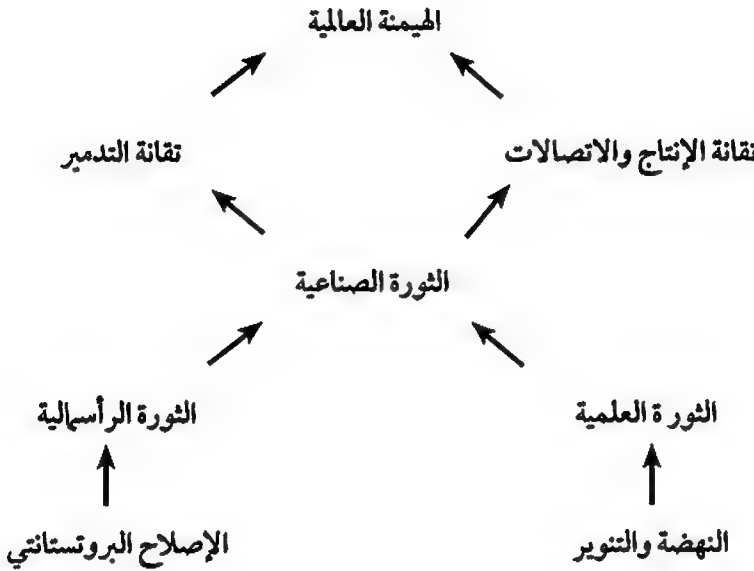 الهيمنة العالمية
تقانة الإنتاج والاتصالات
تقانة التدمير
الثورة الصناعية
الثورة العلمية
الثورة الرأسمالية
النهضة والتنوير
الإصلاح البروتستانتي